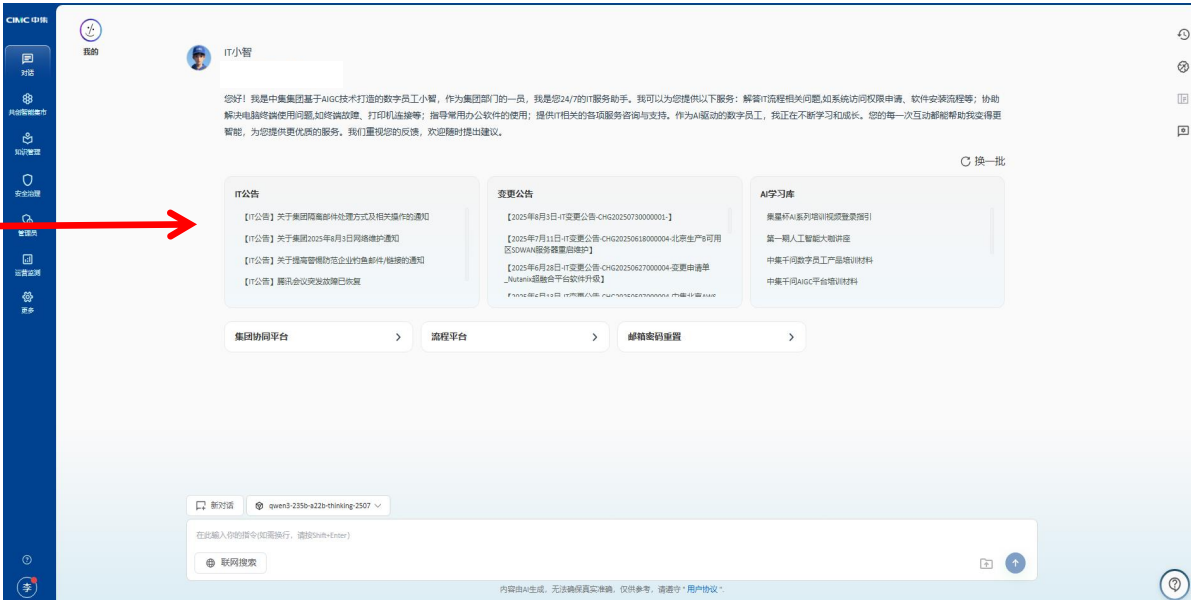 CIMC 中集
对话
共创智能集市
知识管理
安全治理
管理员
运营监测
更多
李
我的
IT小智
您好！我是中集集团基于AIGC技术打造的数字员工小智，作为集团部门的一员，我是您24/7的IT服务助手。我可以为您提供以下服务：解答IT流程相关问题,如系统访问权限申请、软件安装流程等；协助
解决电脑终端使用问题,如终端故障、打印机连接等；指导常用办公软件的使用；提供IT相关的各项服务咨询与支持。作为AI驱动的数字员工，我正在不断学习和成长。您的每一次互动都能帮助我变得更
智能，为您提供更优质的服务。我们重视您的反馈，欢迎随时提出建议。
换一批
IT公告
【IT公告】关于集团隔离邮件处理方式及相关操作的通知
【IT公告】关于集团2025年8月3日网络维护通知
【IT公告】关于提高警惕防范企业钓鱼邮件/链接的通知
【IT公告】腾讯会议突发故障已恢复
变更公告
【2025年8月3日-IT变更公告-CHG20250730000001-】
【2025年7月11日-IT变更公告-CHG20250618000004-北京生产B可用
区SDWAN服务器重启维护】
【2025年6月28日-IT变更公告-CHG20250627000004-变更申请单
_Nutanix超融合平台软件升级】
AI学习库
集星杯AI系列培训视频登录指引
第一期人工智能大咖讲座
中集千问数字员工产品培训材料
中集千问AIGC平台培训材料
集团协同平台
流程平台
邮箱密码重置
新对话
qwen3-235b-a22b-thinking-2507
在此输入你的指令(如需换行，请按Shift+Enter)
联网搜索
内容由AI生成，无法确保真实准确，仅供参考，请遵守“用户协议”.